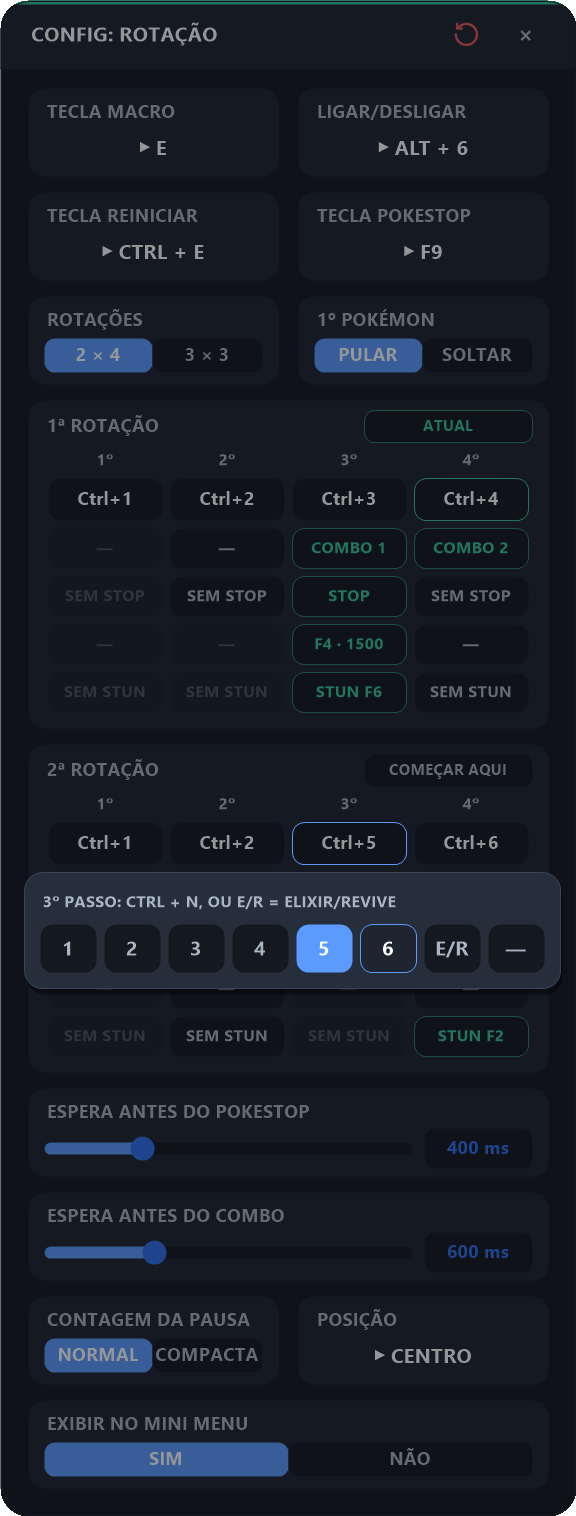 CONFIG: ROTAÇÃO ×
TECLA MACRO
▸ E
LIGAR/DESLIGAR
▸ ALT + 6
TECLA REINICIAR
▸ CTRL + E
TECLA POKESTOP
▸ F9
ROTAÇÕES
2 × 4 3 × 3
1º POKÉMON
PULAR SOLTAR
1ª ROTAÇÃO ATUAL
1º 2º 3º 4º
Ctrl+1 Ctrl+2 Ctrl+3 Ctrl+4
— — COMBO 1 COMBO 2
SEM STOP SEM STOP STOP SEM STOP
— — F4 · 1500 —
SEM STUN SEM STUN STUN F6 SEM STUN
2ª ROTAÇÃO COMEÇAR AQUI
1º 2º 3º 4º
Ctrl+1 Ctrl+2 Ctrl+5 Ctrl+6
3º PASSO: CTRL + N, OU E/R = ELIXIR/REVIVE
1 2 3 4 5 6 E/R —
SEM STUN SEM STUN SEM STUN STUN F2
ESPERA ANTES DO POKESTOP
400 ms
ESPERA ANTES DO COMBO
600 ms
CONTAGEM DA PAUSA
NORMAL COMPACTA
POSIÇÃO
▸ CENTRO
EXIBIR NO MINI MENU
SIM NÃO